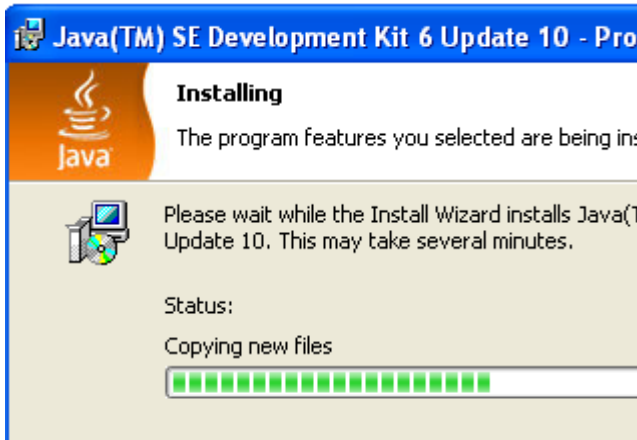 Java(TM) SE Development Kit 6 Update 10 - Pro
Installing
The program features you selected are being ins
Java
Please wait while the Install Wizard installs Java(T
Update 10. This may take several minutes.
Status:
Copying new files